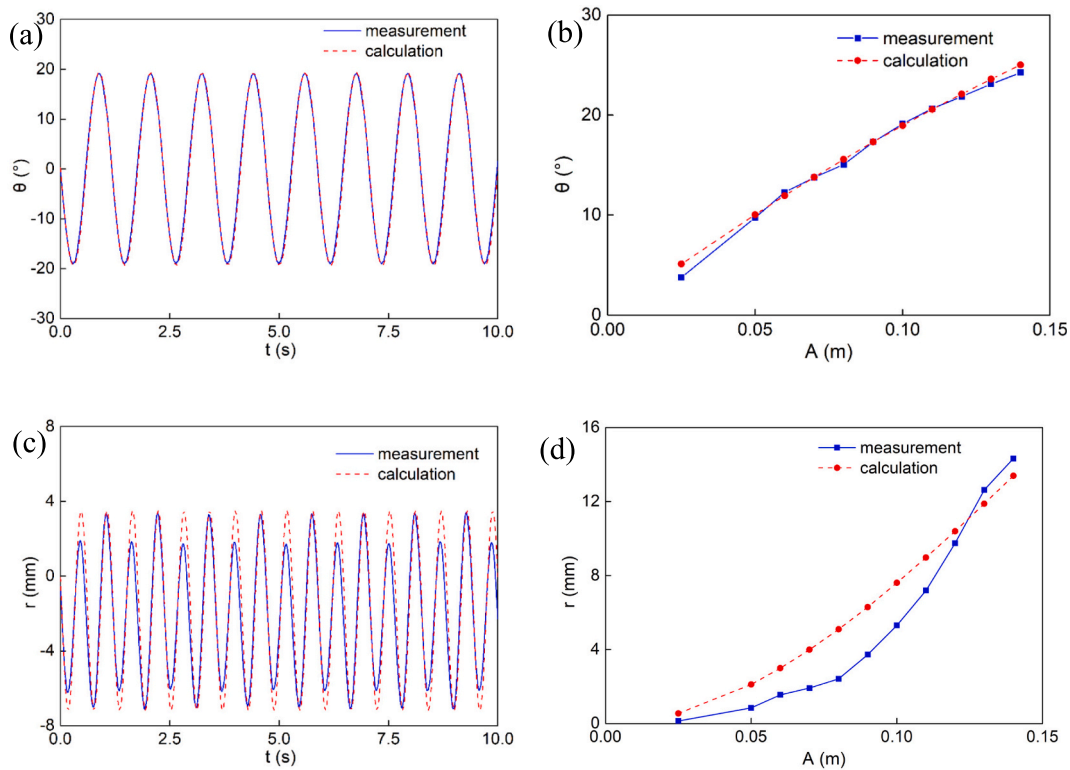 (a)
measurement
calculation
30
20
10
0
-10
-20
-30
θ (°)
0.0 2.5 5.0 7.5 10.0
t (s)
(b)
measurement
calculation
30
20
10
0
θ (°)
0.00 0.05 0.10 0.15
A (m)
(c)
measurement
calculation
8
4
0
-4
-8
r (mm)
0.0 2.5 5.0 7.5 10.0
t (s)
(d)
measurement
calculation
16
12
8
4
0
r (mm)
0.00 0.05 0.10 0.15
A (m)